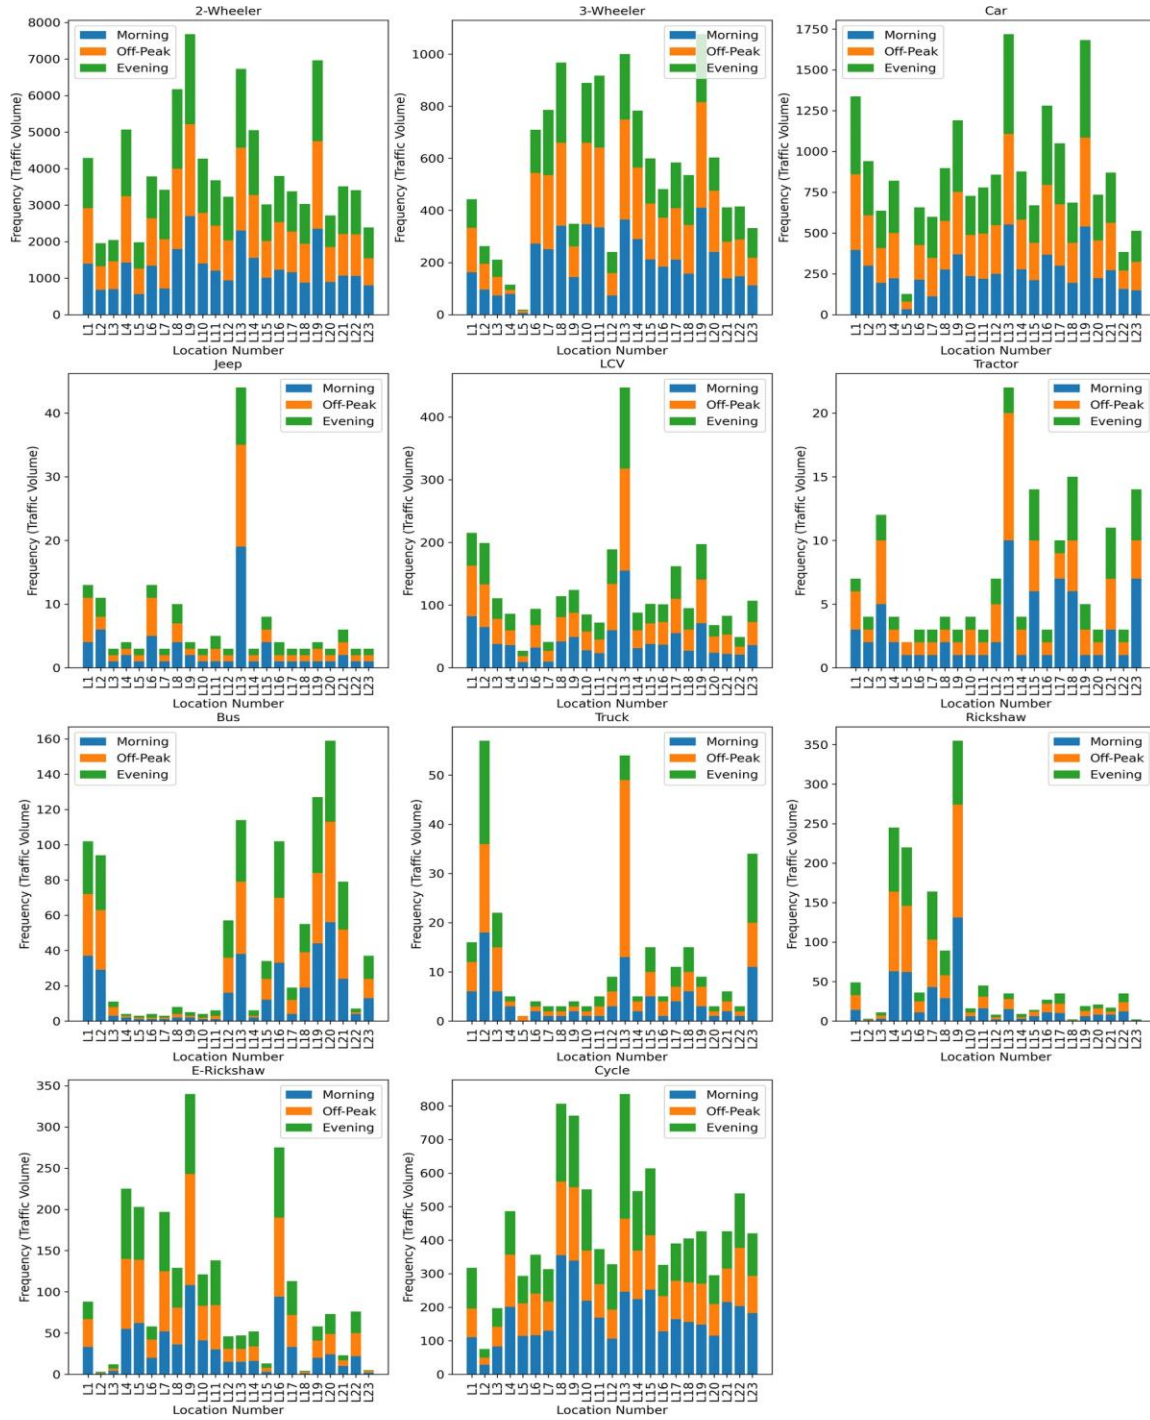 2-Wheeler
Frequency (Traffic Volume)
8000
7000
6000
5000
4000
3000
2000
1000
0
Morning
Off-Peak
Evening
L1 L2 L3 L4 L5 L6 L7 L8 L9 L10 L11 L12 L13 L14 L15 L16 L17 L18 L19 L20 L21 L22 L23
Location Number
3-Wheeler
Frequency (Traffic Volume)
1000
800
600
400
200
0
Morning
Off-Peak
Evening
L1 L2 L3 L4 L5 L6 L7 L8 L9 L10 L11 L12 L13 L14 L15 L16 L17 L18 L19 L20 L21 L22 L23
Location Number
Car
Frequency (Traffic Volume)
1750
1500
1250
1000
750
500
250
0
Morning
Off-Peak
Evening
L1 L2 L3 L4 L5 L6 L7 L8 L9 L10 L11 L12 L13 L14 L15 L16 L17 L18 L19 L20 L21 L22 L23
Location Number
Jeep
Frequency (Traffic Volume)
40
30
20
10
0
Morning
Off-Peak
Evening
L1 L2 L3 L4 L5 L6 L7 L8 L9 L10 L11 L12 L13 L14 L15 L16 L17 L18 L19 L20 L21 L22 L23
Location Number
LCV
Frequency (Traffic Volume)
400
300
200
100
0
Morning
Off-Peak
Evening
L1 L2 L3 L4 L5 L6 L7 L8 L9 L10 L11 L12 L13 L14 L15 L16 L17 L18 L19 L20 L21 L22 L23
Location Number
Tractor
Frequency (Traffic Volume)
20
15
10
5
0
Morning
Off-Peak
Evening
L1 L2 L3 L4 L5 L6 L7 L8 L9 L10 L11 L12 L13 L14 L15 L16 L17 L18 L19 L20 L21 L22 L23
Location Number
Bus
Frequency (Traffic Volume)
160
140
120
100
80
60
40
20
0
Morning
Off-Peak
Evening
L1 L2 L3 L4 L5 L6 L7 L8 L9 L10 L11 L12 L13 L14 L15 L16 L17 L18 L19 L20 L21 L22 L23
Location Number
Truck
Frequency (Traffic Volume)
50
40
30
20
10
0
Morning
Off-Peak
Evening
L1 L2 L3 L4 L5 L6 L7 L8 L9 L10 L11 L12 L13 L14 L15 L16 L17 L18 L19 L20 L21 L22 L23
Location Number
Rickshaw
Frequency (Traffic Volume)
350
300
250
200
150
100
50
0
Morning
Off-Peak
Evening
L1 L2 L3 L4 L5 L6 L7 L8 L9 L10 L11 L12 L13 L14 L15 L16 L17 L18 L19 L20 L21 L22 L23
Location Number
E-Rickshaw
Frequency (Traffic Volume)
350
300
250
200
150
100
50
0
Morning
Off-Peak
Evening
L1 L2 L3 L4 L5 L6 L7 L8 L9 L10 L11 L12 L13 L14 L15 L16 L17 L18 L19 L20 L21 L22 L23
Location Number
Cycle
Frequency (Traffic Volume)
800
700
600
500
400
300
200
100
0
Morning
Off-Peak
Evening
L1 L2 L3 L4 L5 L6 L7 L8 L9 L10 L11 L12 L13 L14 L15 L16 L17 L18 L19 L20 L21 L22 L23
Location Number